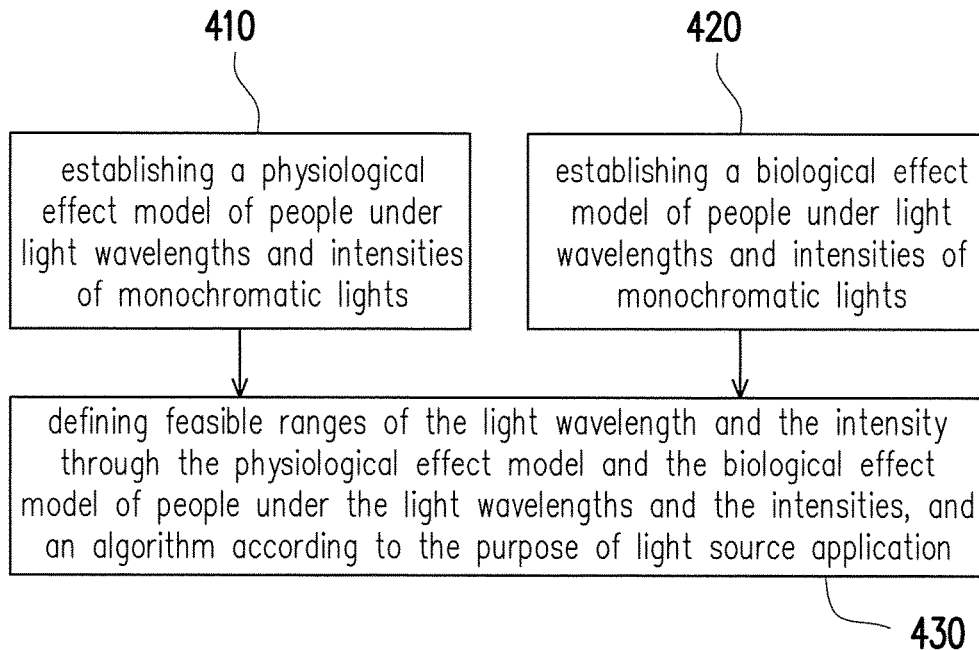 410
420
establishing a physiological
effect model of people under
light wavelengths and intensities
of monochromatic lights
establishing a biological effect
model of people under light
wavelengths and intensities of
monochromatic lights
defining feasible ranges of the light wavelength and the intensity
through the physiological effect model and the biological effect
model of people under the light wavelengths and the intensities, and
an algorithm according to the purpose of light source application
430